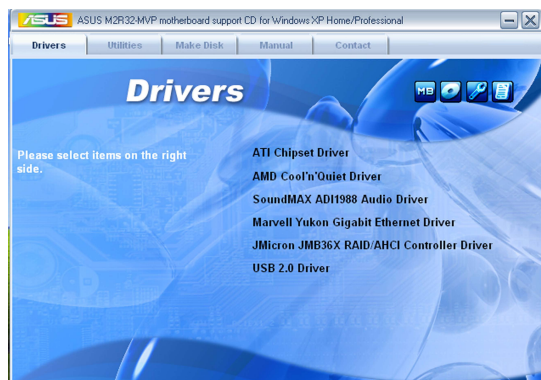 ASUS ASUS M2R32-MVP motherboard support CD for Windows XP Home/Professional
Drivers Utilities Make Disk Manual Contact
Drivers
MB
Please select items on the right
side.
ATI Chipset Driver
AMD Cool'n'Quiet Driver
SoundMAX ADI1988 Audio Driver
Marvell Yukon Gigabit Ethernet Driver
JMicron JMB36X RAID/AHCI Controller Driver
USB 2.0 Driver